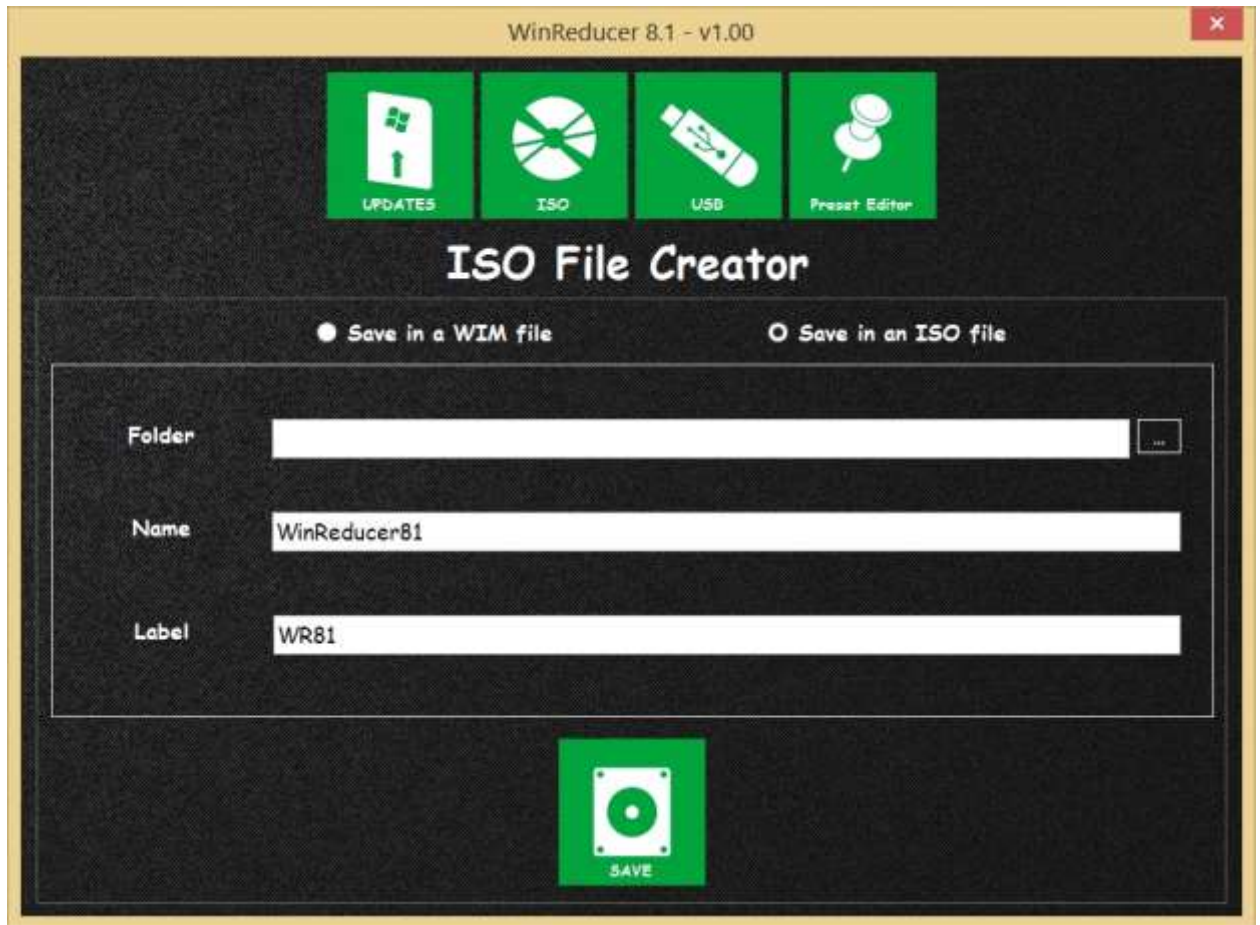 WinReducer 8.1 - v1.00
UPDATES
ISO
USB
Preset Editor
ISO File Creator
Save in a WIM file
Save in an ISO file
Folder
...
Name
WinReducer81
Label
WR81
SAVE